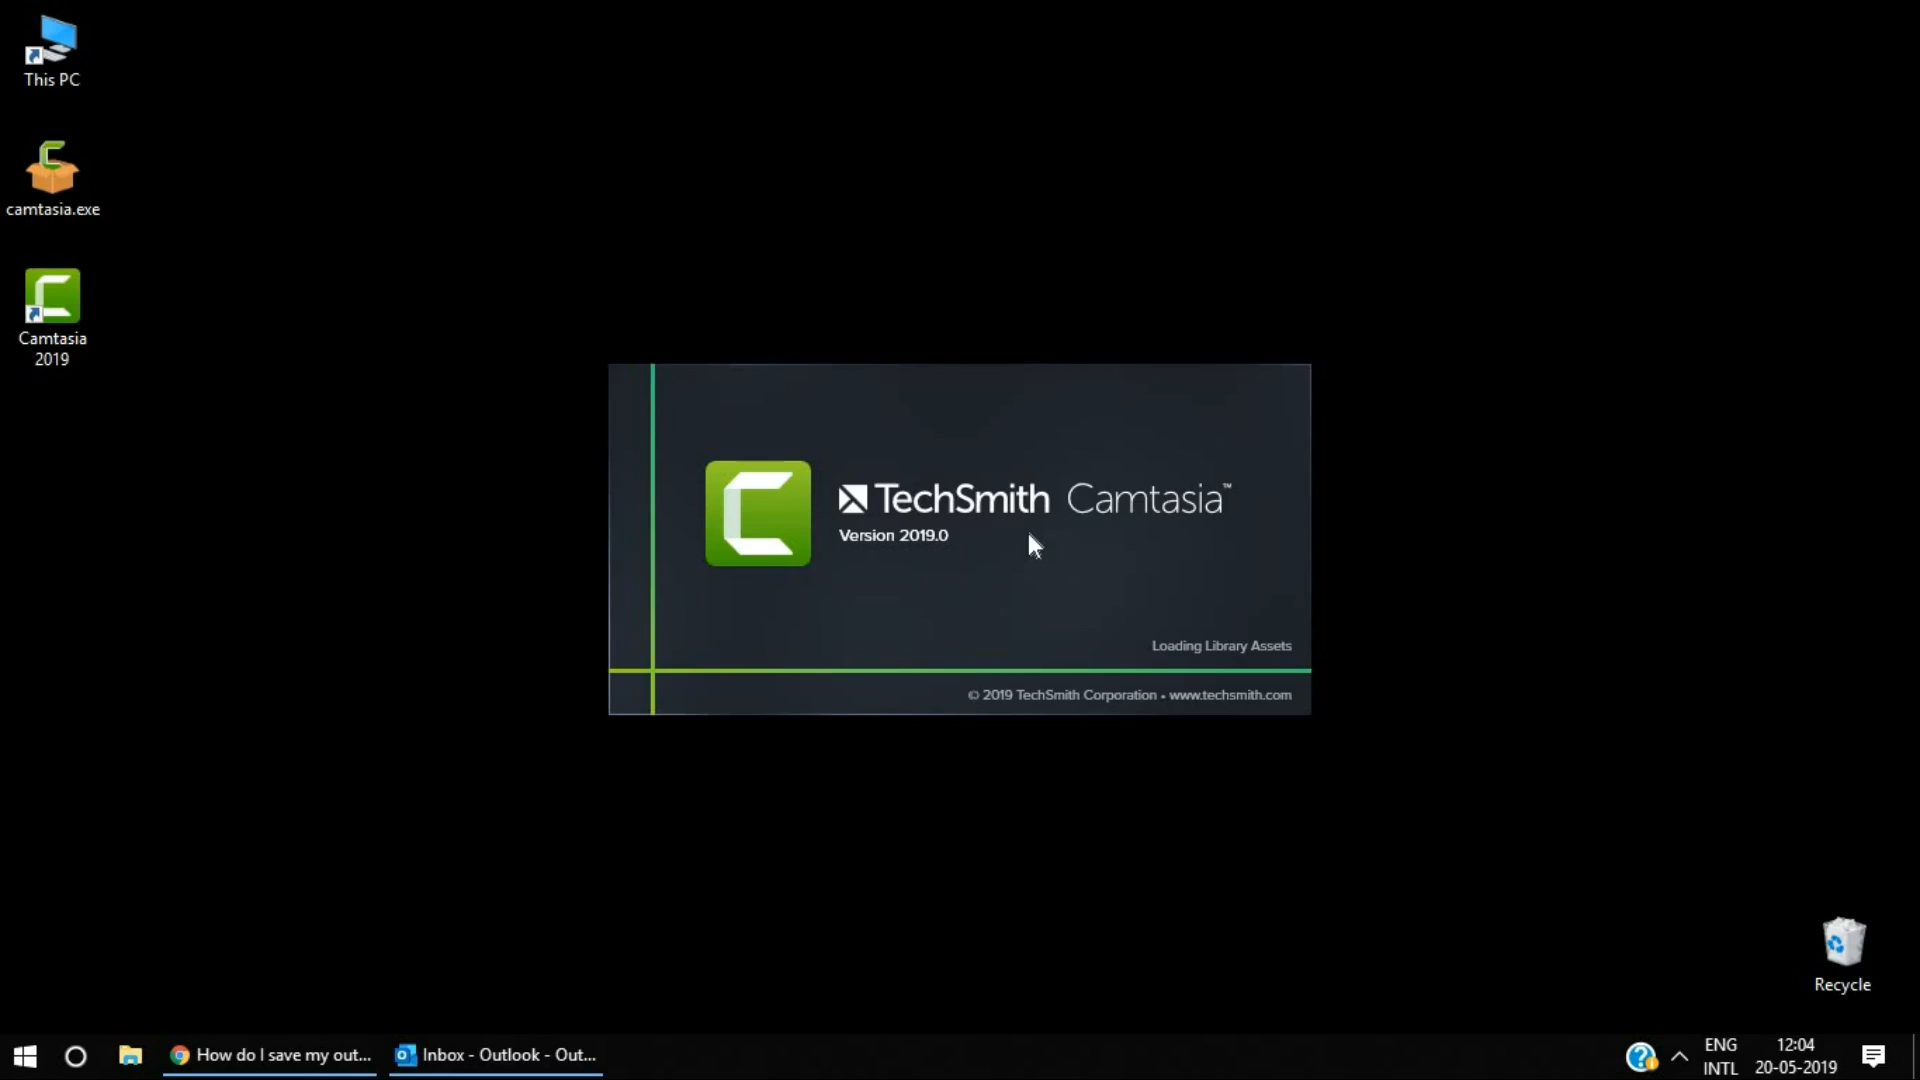 This PC
camtasia.exe
Camtasia
2019
TechSmith Camtasia™
Version 2019.0
Loading Library Assets
© 2019 TechSmith Corporation • www.techsmith.com
Recycle
How do I save my out...
Inbox - Outlook - Out...
ENG
INTL
12:04
20-05-2019